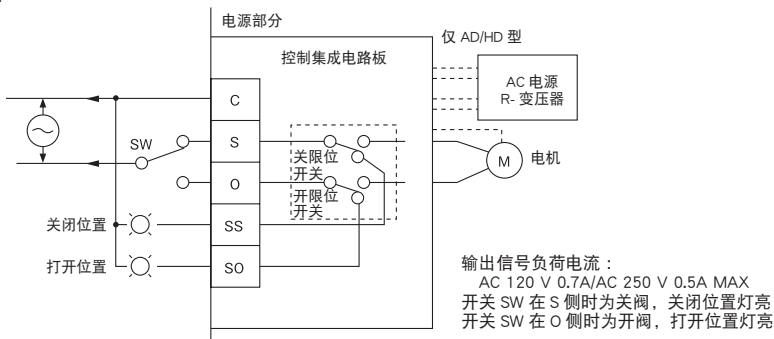 电源部分
仅 AD/HD 型
控制集成电路板
AC 电源
R- 变压器
C
SW
S
关限位
开关
M
电机
O
开限位
开关
关闭位置
SS
打开位置
SO
输出信号负荷电流：
AC 120 V 0.7A/AC 250 V 0.5A MAX
开关 SW 在 S 侧时为关阀，关闭位置灯亮
开关 SW 在 O 侧时为开阀，打开位置灯亮